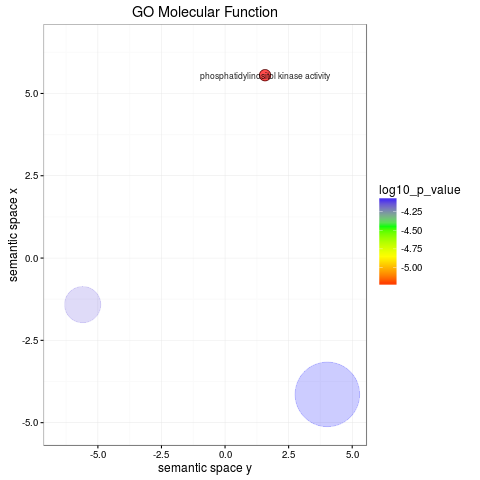 GO Molecular Function
phosphatidylinositol kinase activity
semantic space x
5.0
2.5
0.0
-2.5
-5.0
-5.0
-2.5
0.0
2.5
5.0
semantic space y
log10_p_value
-4.25
-4.50
-4.75
-5.00